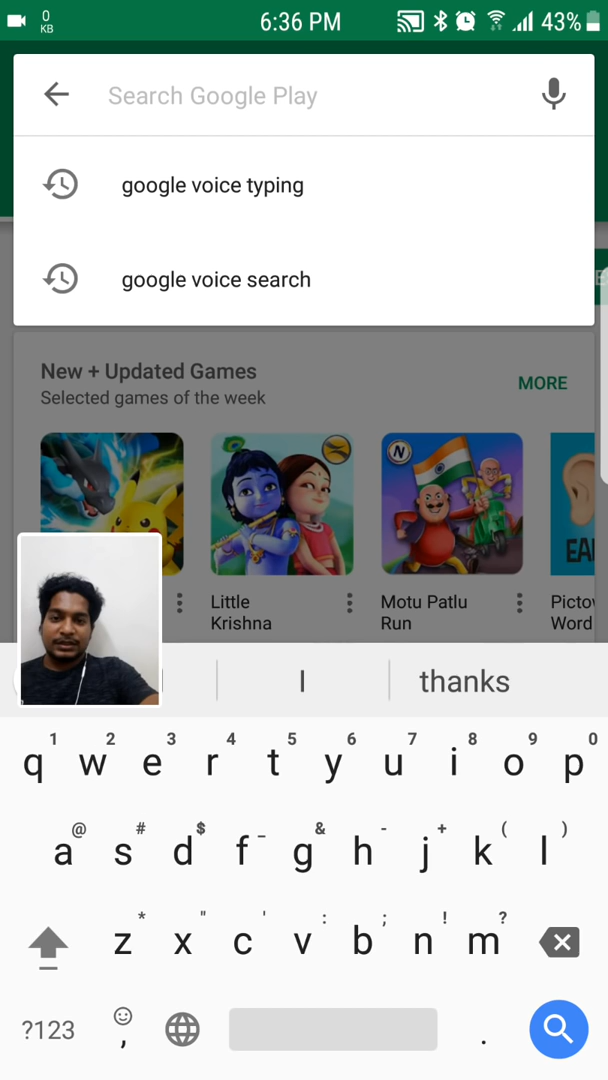 0
KB
6:36 PM
43%
Search Google Play
google voice typing
google voice search
New + Updated Games
Selected games of the week
MORE
N
EA
Little
Krishna
Motu Patlu
Run
Picto
Word
I
thanks
1 2 3 4 5 6 7 8 9 0
q w e r t y u i o p
@ # $ _ & - + ( )
a s d f g h j k l
* " ' : ; ! ?
z x c v b n m
?123
, .